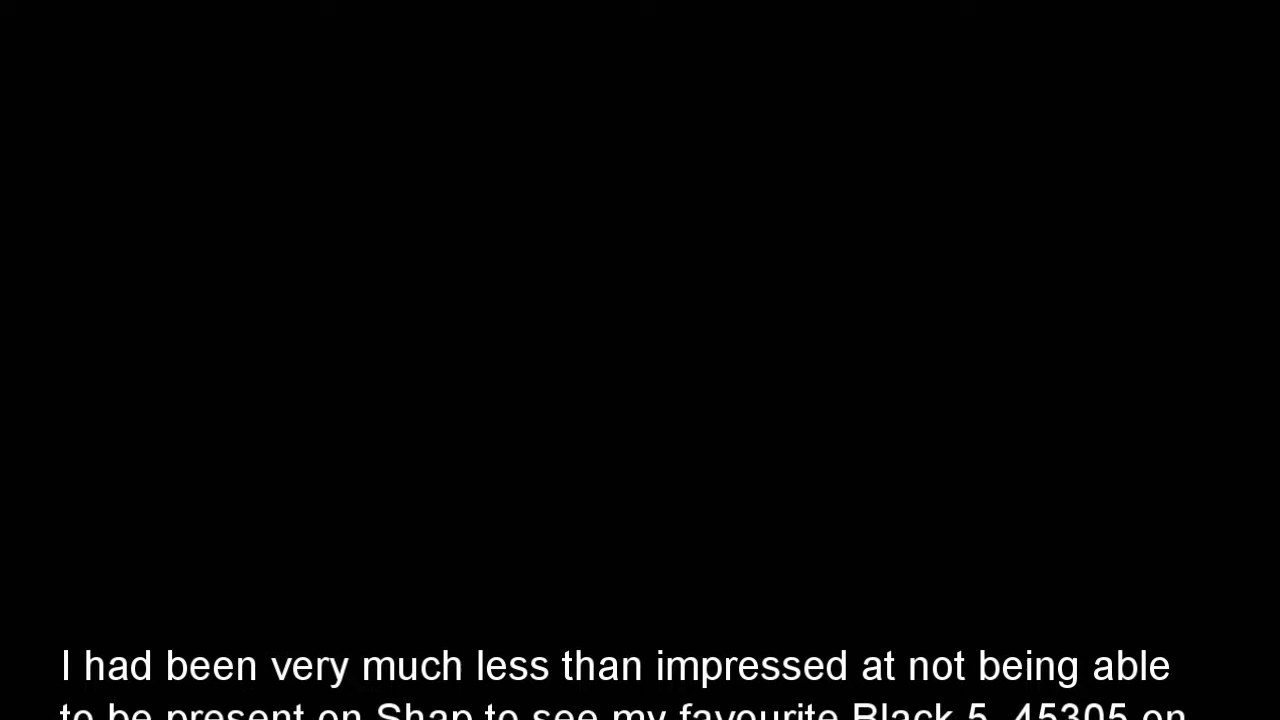 I had been very much less than impressed at not being able
to be present on Shap to see my favourite Black 5, 45305 on